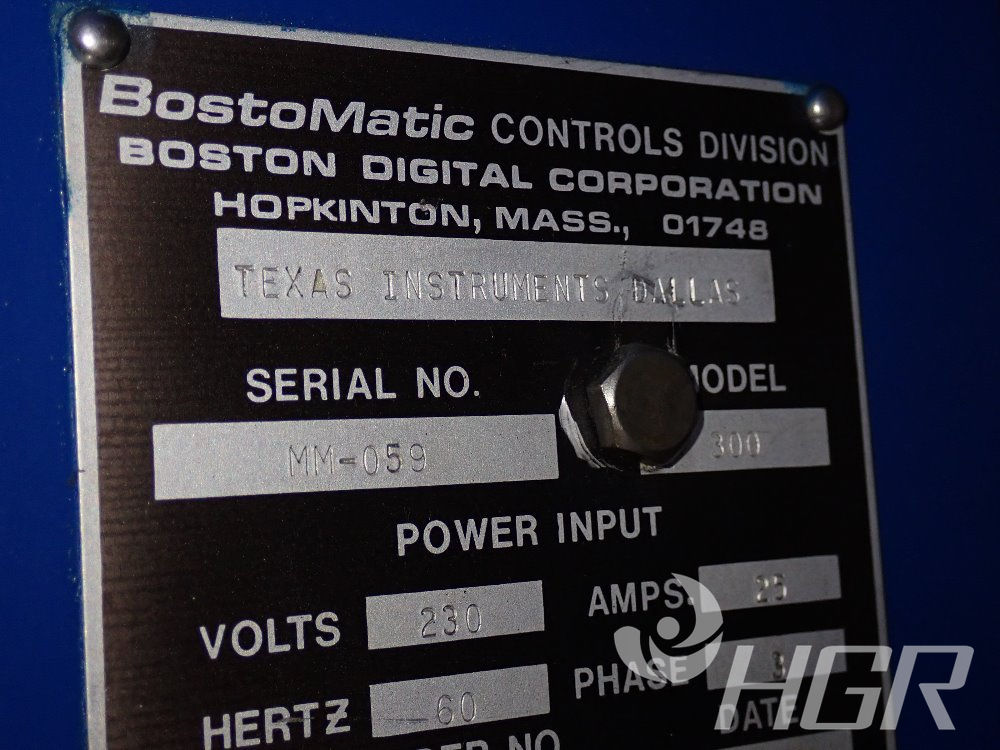 BostoMatic CONTROLS DIVISION
BOSTON DIGITAL CORPORATION
HOPKINTON, MASS., 01748
TEXAS INSTRUMENTS DALLAS
SERIAL NO. MODEL
MM-059 300
POWER INPUT
VOLTS 230 AMPS. 25
HERTZ 60 PHASE 3
NO DATE
HGR